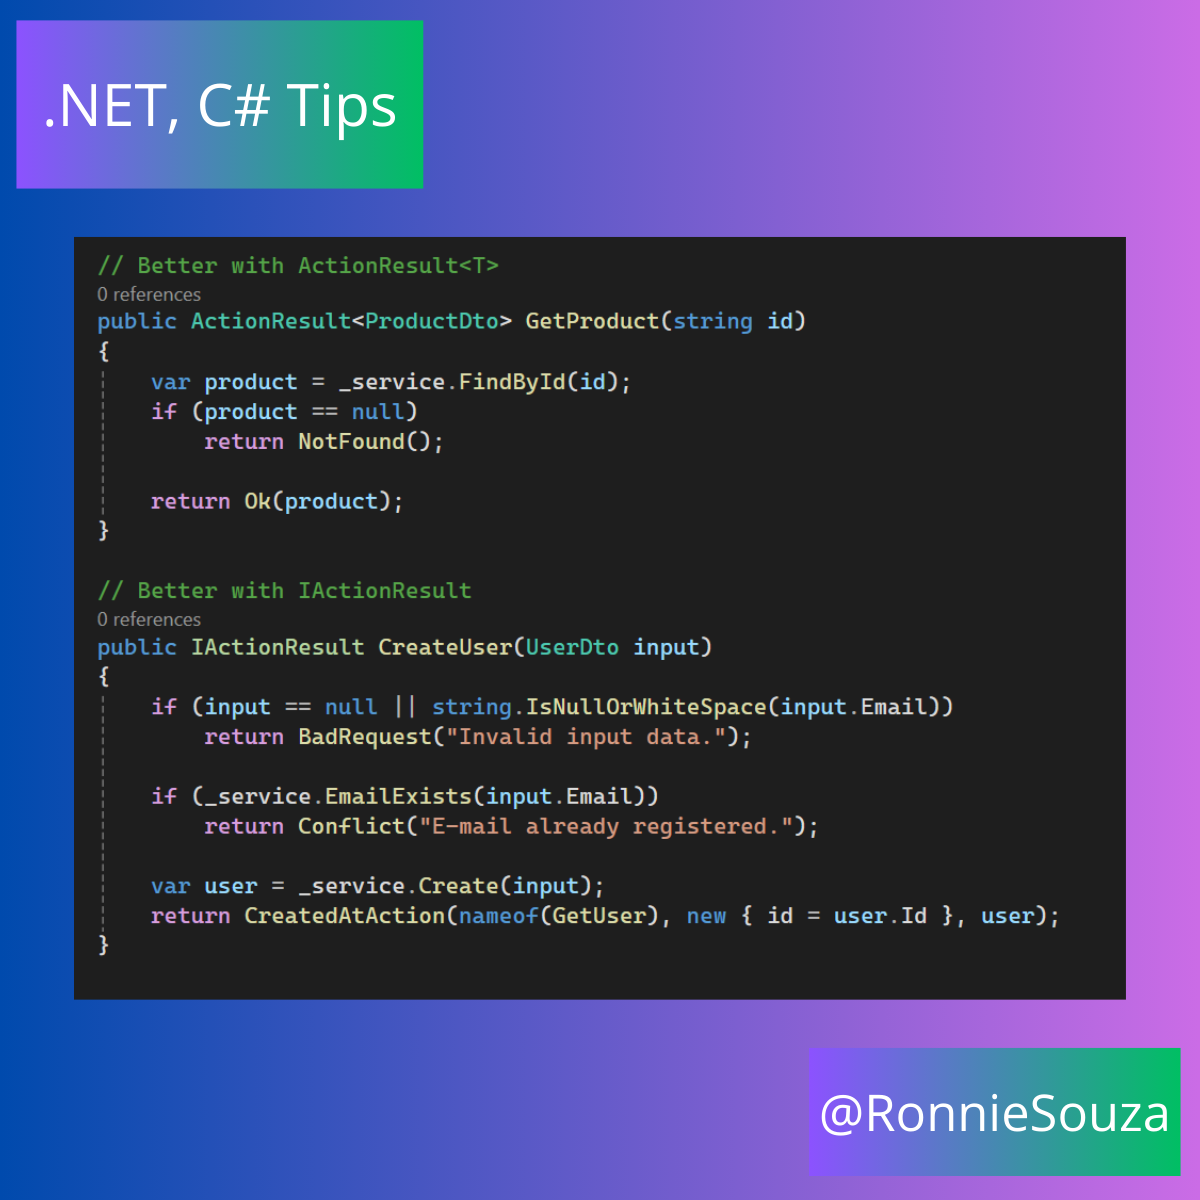 .NET, C# Tips
// Better with ActionResult<T>
0 references
public ActionResult<ProductDto> GetProduct(string id)
{
    var product = _service.FindById(id);
    if (product == null)
        return NotFound();

    return Ok(product);
}

// Better with IActionResult
0 references
public IActionResult CreateUser(UserDto input)
{
    if (input == null || string.IsNullOrWhiteSpace(input.Email))
        return BadRequest("Invalid input data.");

    if (_service.EmailExists(input.Email))
        return Conflict("E-mail already registered.");

    var user = _service.Create(input);
    return CreatedAtAction(nameof(GetUser), new { id = user.Id }, user);
}
@RonnieSouza